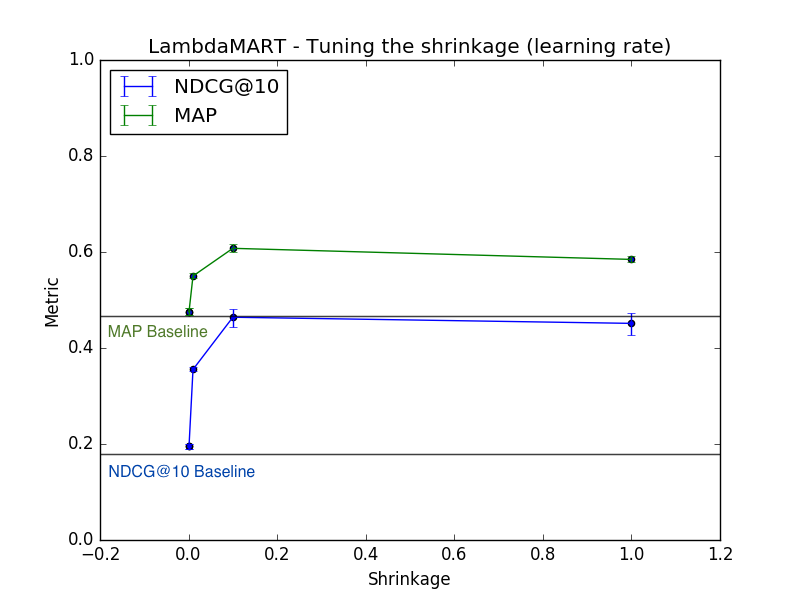 LambdaMART - Tuning the shrinkage (learning rate)
1.0
NDCG@10
MAP
0.8
0.6
Metric
MAP Baseline
0.4
0.2
NDCG@10 Baseline
0.0
−0.2 0.0 0.2 0.4 0.6 0.8 1.0 1.2
Shrinkage